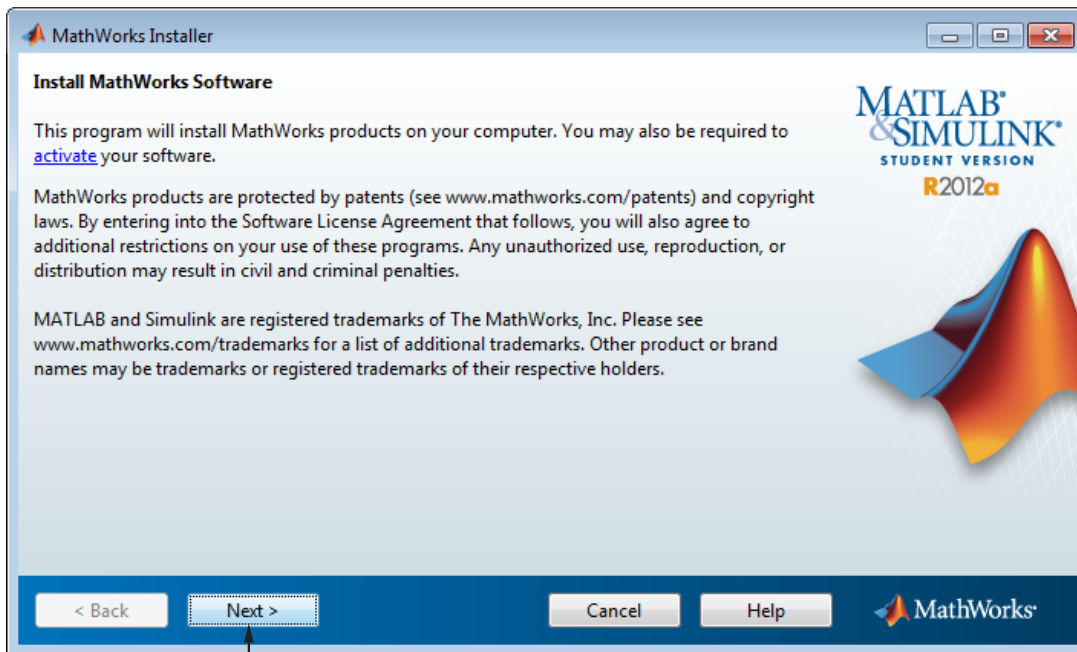 MathWorks Installer
Install MathWorks Software
This program will install MathWorks products on your computer. You may also be required to
activate your software.
MathWorks products are protected by patents (see www.mathworks.com/patents) and copyright
laws. By entering into the Software License Agreement that follows, you will also agree to
additional restrictions on your use of these programs. Any unauthorized use, reproduction, or
distribution may result in civil and criminal penalties.
MATLAB and Simulink are registered trademarks of The MathWorks, Inc. Please see
www.mathworks.com/trademarks for a list of additional trademarks. Other product or brand
names may be trademarks or registered trademarks of their respective holders.
MATLAB®
&SIMULINK®
STUDENT VERSION
R2012a
< Back
Next >
Cancel
Help
MathWorks®